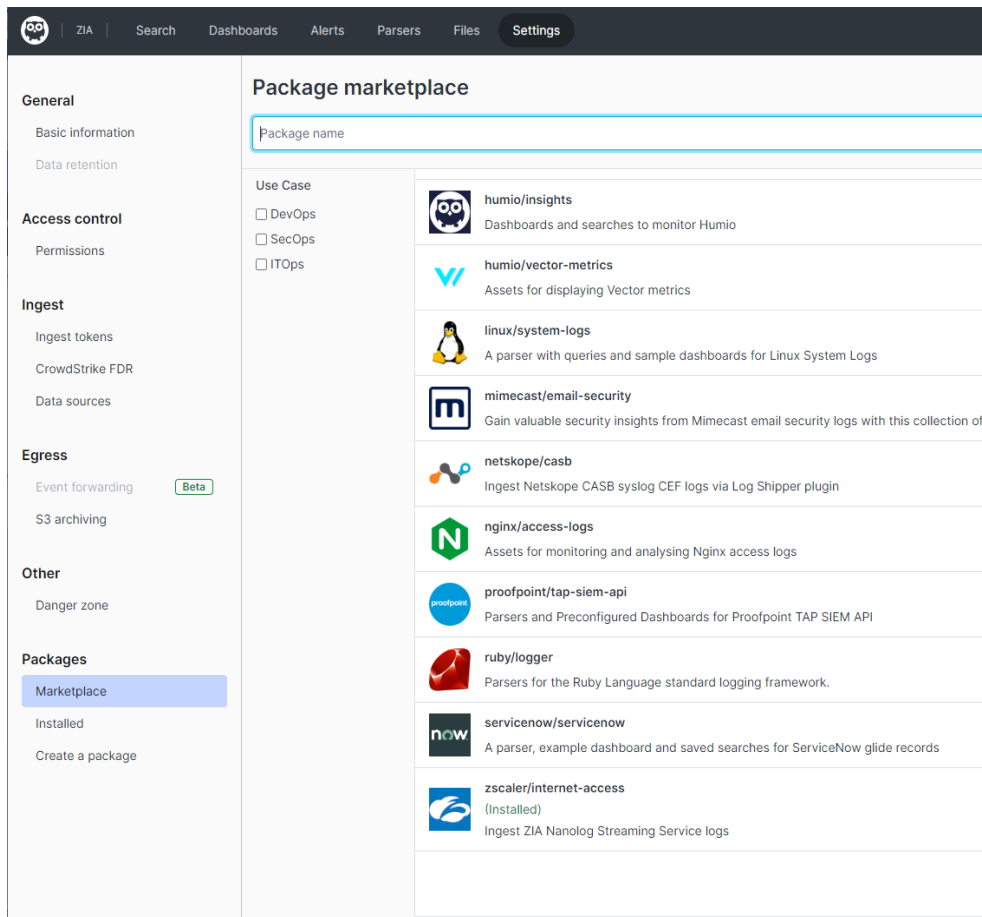 ZIA Search Dashboards Alerts Parsers Files Settings
General
Basic information
Data retention
Access control
Permissions
Ingest
Ingest tokens
CrowdStrike FDR
Data sources
Egress
Event forwarding Beta
S3 archiving
Other
Danger zone
Packages
Marketplace
Installed
Create a package
Package marketplace
Package name
Use Case
DevOps
SecOps
ITOps
humio/insights
Dashboards and searches to monitor Humio
humio/vector-metrics
Assets for displaying Vector metrics
linux/system-logs
A parser with queries and sample dashboards for Linux System Logs
mimecast/email-security
Gain valuable security insights from Mimecast email security logs with this collection of
netskope/casb
Ingest Netskope CASB syslog CEF logs via Log Shipper plugin
nginx/access-logs
Assets for monitoring and analysing Nginx access logs
proofpoint
proofpoint/tap-siem-api
Parsers and Preconfigured Dashboards for Proofpoint TAP SIEM API
ruby/logger
Parsers for the Ruby Language standard logging framework.
now.
servicenow/servicenow
A parser, example dashboard and saved searches for ServiceNow glide records
zscaler/internet-access
(Installed)
Ingest ZIA Nanolog Streaming Service logs